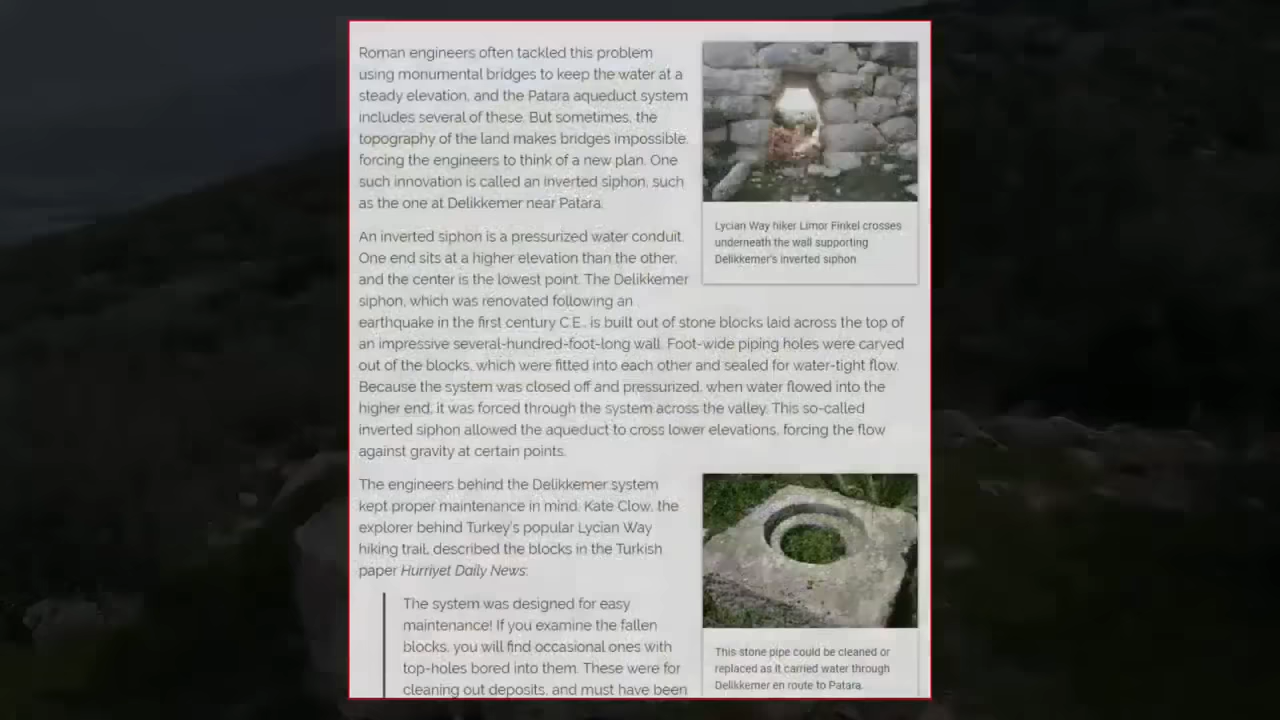 Roman engineers often tackled this problem
using monumental bridges to keep the water at a
steady elevation, and the Patara aqueduct system
includes several of these. But sometimes, the
topography of the land makes bridges impossible,
forcing the engineers to think of a new plan. One
such innovation is called an inverted siphon, such
as the one at Delikkemer near Patara.
Lycian Way hiker Limor Finkel crosses
underneath the wall supporting
Delikkemer's inverted siphon
An inverted siphon is a pressurized water conduit.
One end sits at a higher elevation than the other,
and the center is the lowest point. The Delikkemer
siphon, which was renovated following an
earthquake in the first century C.E., is built out of stone blocks laid across the top of
an impressive several-hundred-foot-long wall. Foot-wide piping holes were carved
out of the blocks, which were fitted into each other and sealed for water-tight flow.
Because the system was closed off and pressurized, when water flowed into the
higher end, it was forced through the system across the valley. This so-called
inverted siphon allowed the aqueduct to cross lower elevations, forcing the flow
against gravity at certain points.
The engineers behind the Delikkemer system
kept proper maintenance in mind. Kate Clow, the
explorer behind Turkey's popular Lycian Way
hiking trail, described the blocks in the Turkish
paper Hurriyet Daily News:
The system was designed for easy
maintenance! If you examine the fallen
blocks, you will find occasional ones with
top-holes bored into them. These were for
cleaning out deposits, and must have been
This stone pipe could be cleaned or
replaced as it carried water through
Delikkemer en route to Patara.